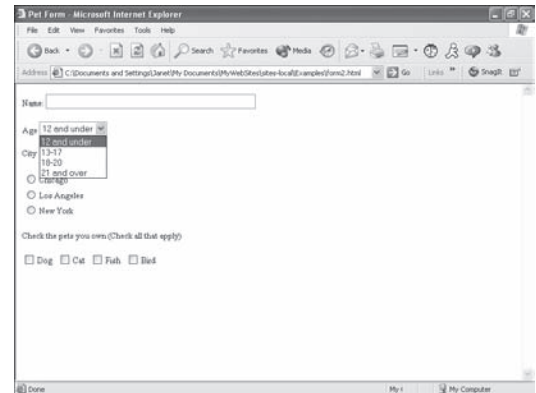 Pet Form - Microsoft Internet Explorer
File Edit View Favorites Tools Help
Back Search Favorites Media
Address C:\Documents and Settings\Janet\My Documents\MyWebSites\sites-local\Examples\form2.html Go Links » SnagIt
Name:
Age 12 and under
12 and under
City 13-17
18-20
21 and over
Chicago
Los Angeles
New York
Check the pets you own:(Check all that apply)
Dog Cat Fish Bird
Done My Computer